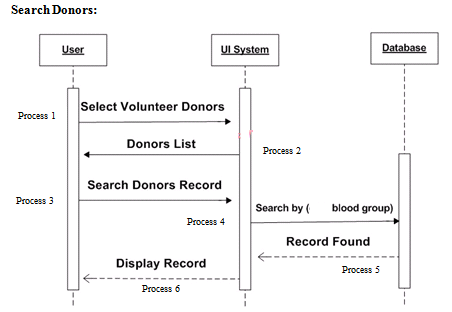 Search Donors:
User
UI System
Database
Select Volunteer Donors
Process 1
Donors List
Process 2
Search Donors Record
Process 3
Search by ( blood group)
Process 4
Record Found
Process 5
Display Record
Process 6